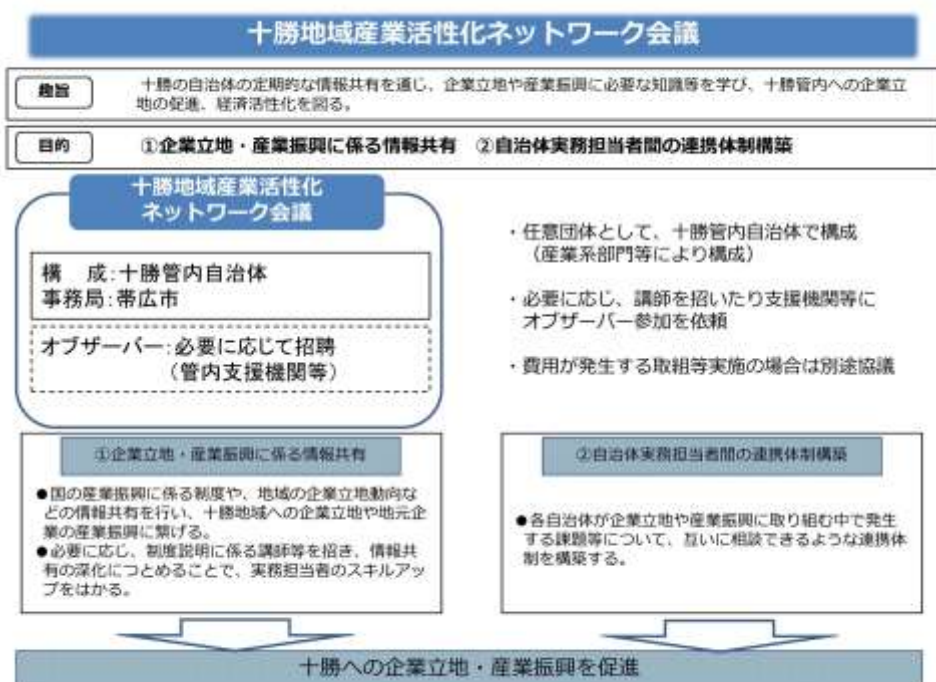 十勝地域産業活性化ネットワーク会議
趣旨
十勝の自治体の定期的な情報共有を通じ、企業立地や産業振興に必要な知識等を学び、十勝管内への企業立
地の促進、経済活性化を図る。
目的
①企業立地・産業振興に係る情報共有 ②自治体実務担当者間の連携体制構築
十勝地域産業活性化
ネットワーク会議
構 成:十勝管内自治体
事務局:帯広市
オブザーバー:必要に応じて招聘
(管内支援機関等)
・任意団体として、十勝管内自治体で構成
(産業系部門等により構成)
・必要に応じ、講師を招いたり支援機関等に
オブザーバー参加を依頼
・費用が発生する取組等実施の場合は別途協議
①企業立地・産業振興に係る情報共有
●国の産業振興に係る制度や、地域の企業立地動向な
どの情報共有を行い、十勝地域への企業立地や地元企
業の産業振興に繋げる。
●必要に応じ、制度説明に係る講師等を招き、情報共
有の深化につとめることで、実務担当者のスキルアッ
プをはかる。
②自治体実務担当者間の連携体制構築
●各自治体が企業立地や産業振興に取り組む中で発生
する課題等について、互いに相談できるような連携体
制を構築する。
十勝への企業立地・産業振興を促進